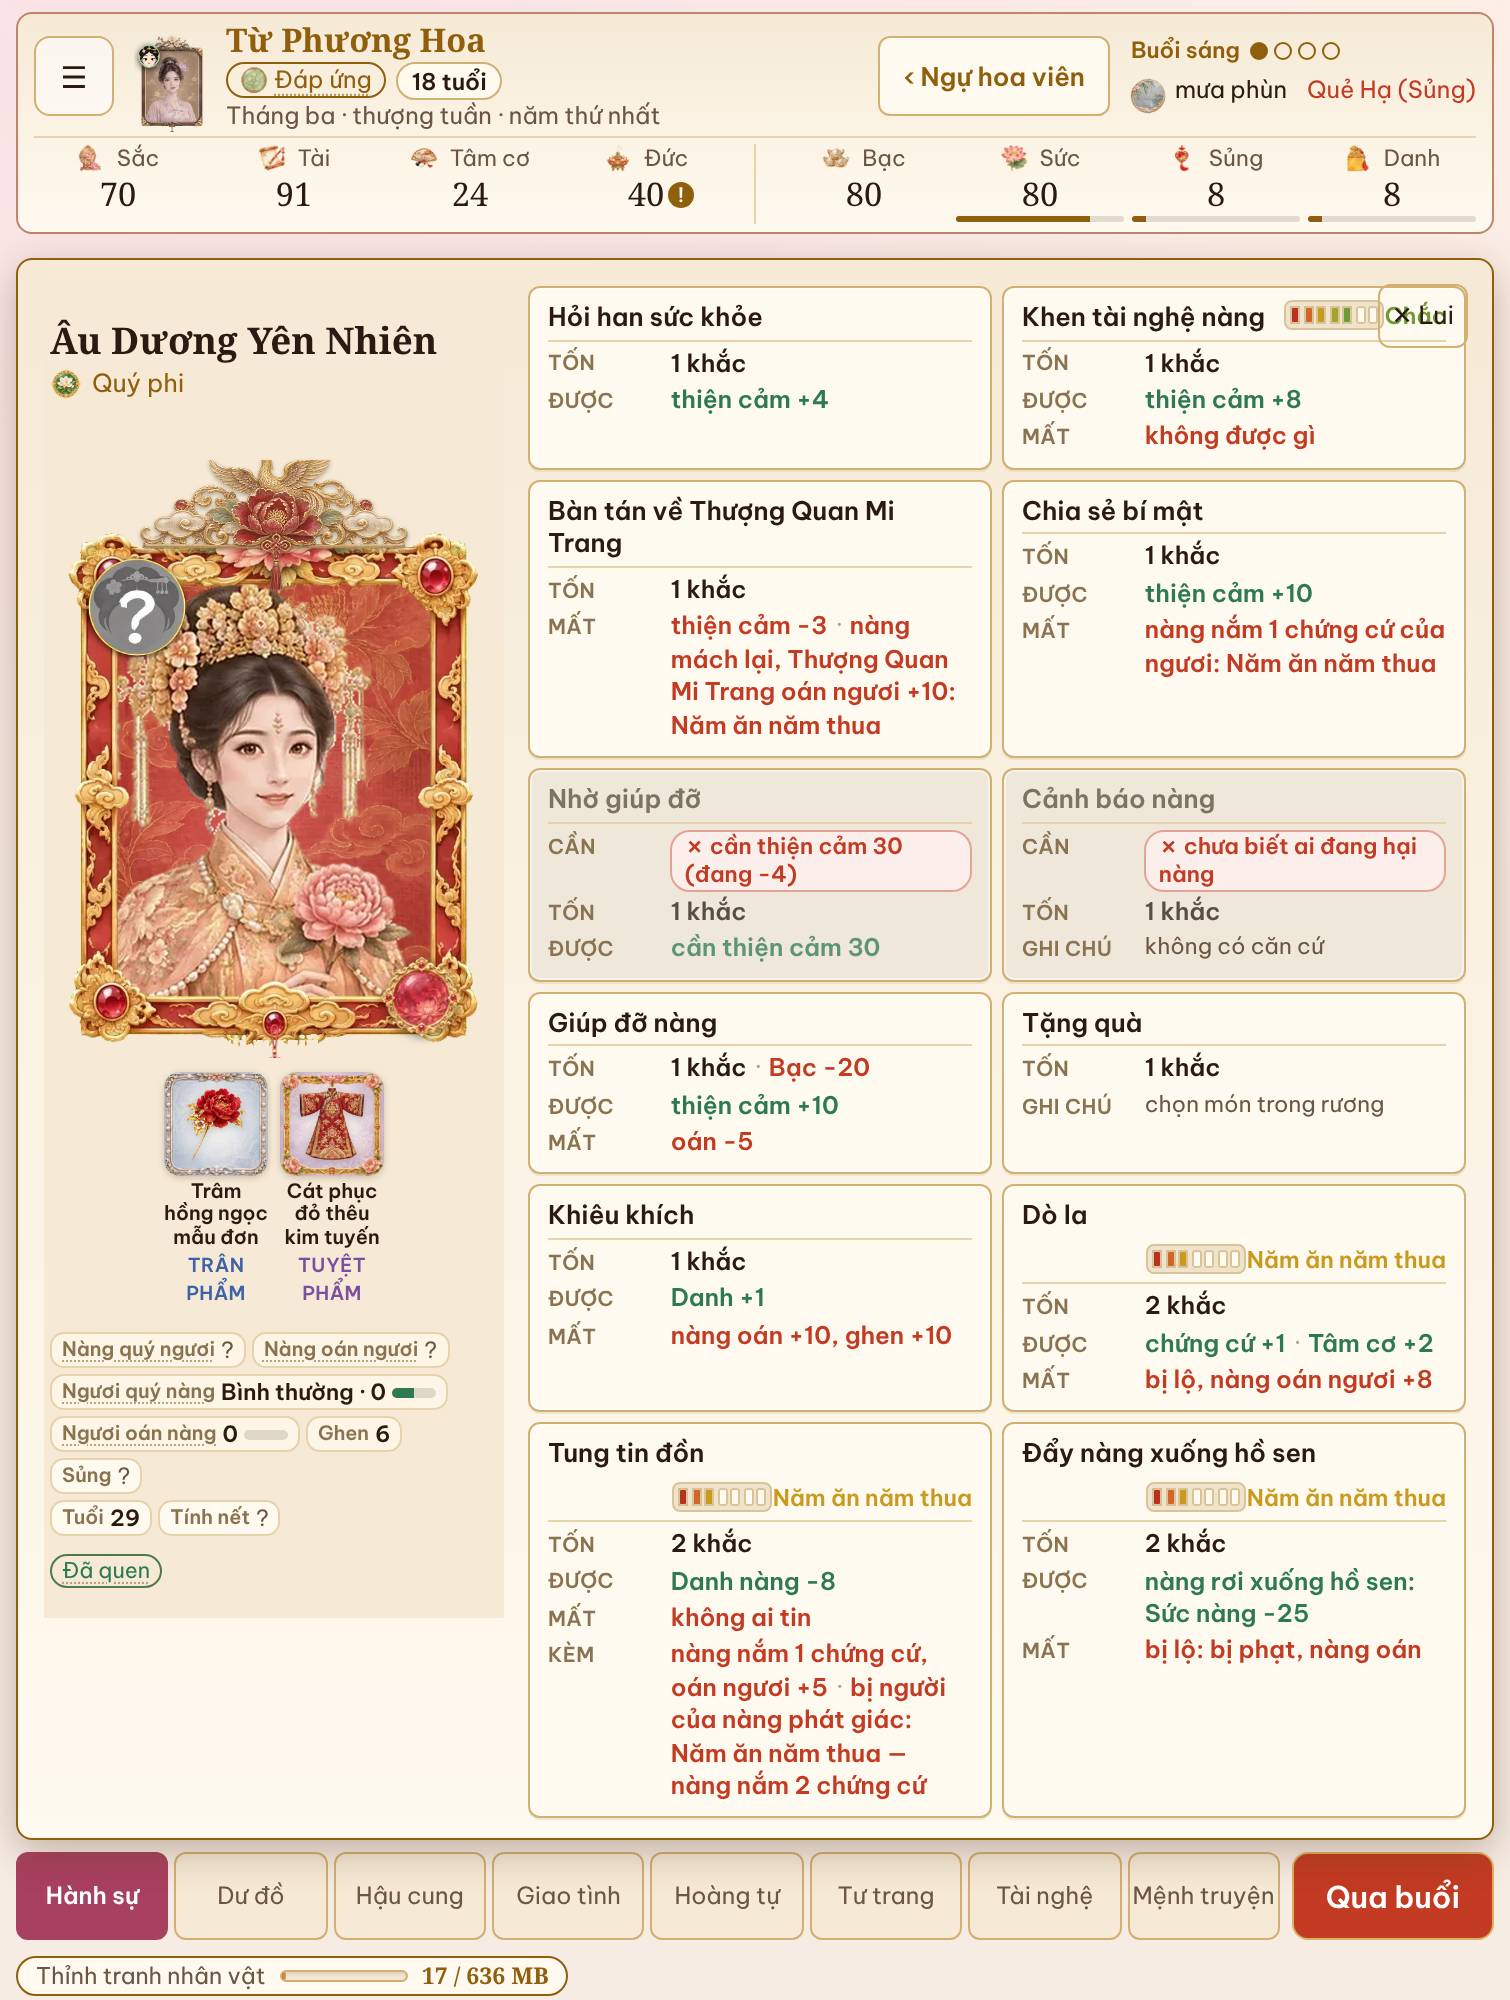 ☰
Từ Phương Hoa
Đáp ứng
18 tuổi
Tháng ba · thượng tuần · năm thứ nhất
‹ Ngự hoa viên
Buổi sáng
mưa phùn
Quẻ Hạ (Sủng)
Sắc
70
Tài
91
Tâm cơ
24
Đức
40 !
Bạc
80
Sức
80
Sủng
8
Danh
8
Âu Dương Yên Nhiên
Quý phi
?
Trâm
hồng ngọc
mẫu đơn
TRÂN
PHẨM
Cát phục
đỏ thêu
kim tuyến
TUYỆT
PHẨM
Nàng quý ngươi ?
Nàng oán ngươi ?
Ngươi quý nàng Bình thường · 0
Ngươi oán nàng 0
Ghen 6
Sủng ?
Tuổi 29
Tính nết ?
Đã quen
Hỏi han sức khỏe
TỐN 1 khắc
ĐƯỢC thiện cảm +4
Khen tài nghệ nàng
✕ Lui
TỐN 1 khắc
ĐƯỢC thiện cảm +8
MẤT không được gì
Bàn tán về Thượng Quan Mi
Trang
TỐN 1 khắc
MẤT thiện cảm -3 · nàng
mách lại, Thượng Quan
Mi Trang oán ngươi +10:
Năm ăn năm thua
Chia sẻ bí mật
TỐN 1 khắc
ĐƯỢC thiện cảm +10
MẤT nàng nắm 1 chứng cứ của
ngươi: Năm ăn năm thua
Nhờ giúp đỡ
CẦN × cần thiện cảm 30
(đang -4)
TỐN 1 khắc
ĐƯỢC cần thiện cảm 30
Cảnh báo nàng
CẦN × chưa biết ai đang hại
nàng
TỐN 1 khắc
GHI CHÚ không có căn cứ
Giúp đỡ nàng
TỐN 1 khắc · Bạc -20
ĐƯỢC thiện cảm +10
MẤT oán -5
Tặng quà
TỐN 1 khắc
GHI CHÚ chọn món trong rương
Khiêu khích
TỐN 1 khắc
ĐƯỢC Danh +1
MẤT nàng oán +10, ghen +10
Dò la
Năm ăn năm thua
TỐN 2 khắc
ĐƯỢC chứng cứ +1 · Tâm cơ +2
MẤT bị lộ, nàng oán ngươi +8
Tung tin đồn
Năm ăn năm thua
TỐN 2 khắc
ĐƯỢC Danh nàng -8
MẤT không ai tin
KÈM nàng nắm 1 chứng cứ,
oán ngươi +5 · bị người
của nàng phát giác:
Năm ăn năm thua —
nàng nắm 2 chứng cứ
Đẩy nàng xuống hồ sen
Năm ăn năm thua
TỐN 2 khắc
ĐƯỢC nàng rơi xuống hồ sen:
Sức nàng -25
MẤT bị lộ: bị phạt, nàng oán
Hành sự
Dư đồ
Hậu cung
Giao tình
Hoàng tự
Tư trang
Tài nghệ
Mệnh truyện
Qua buổi
Thỉnh tranh nhân vật
17 / 636 MB